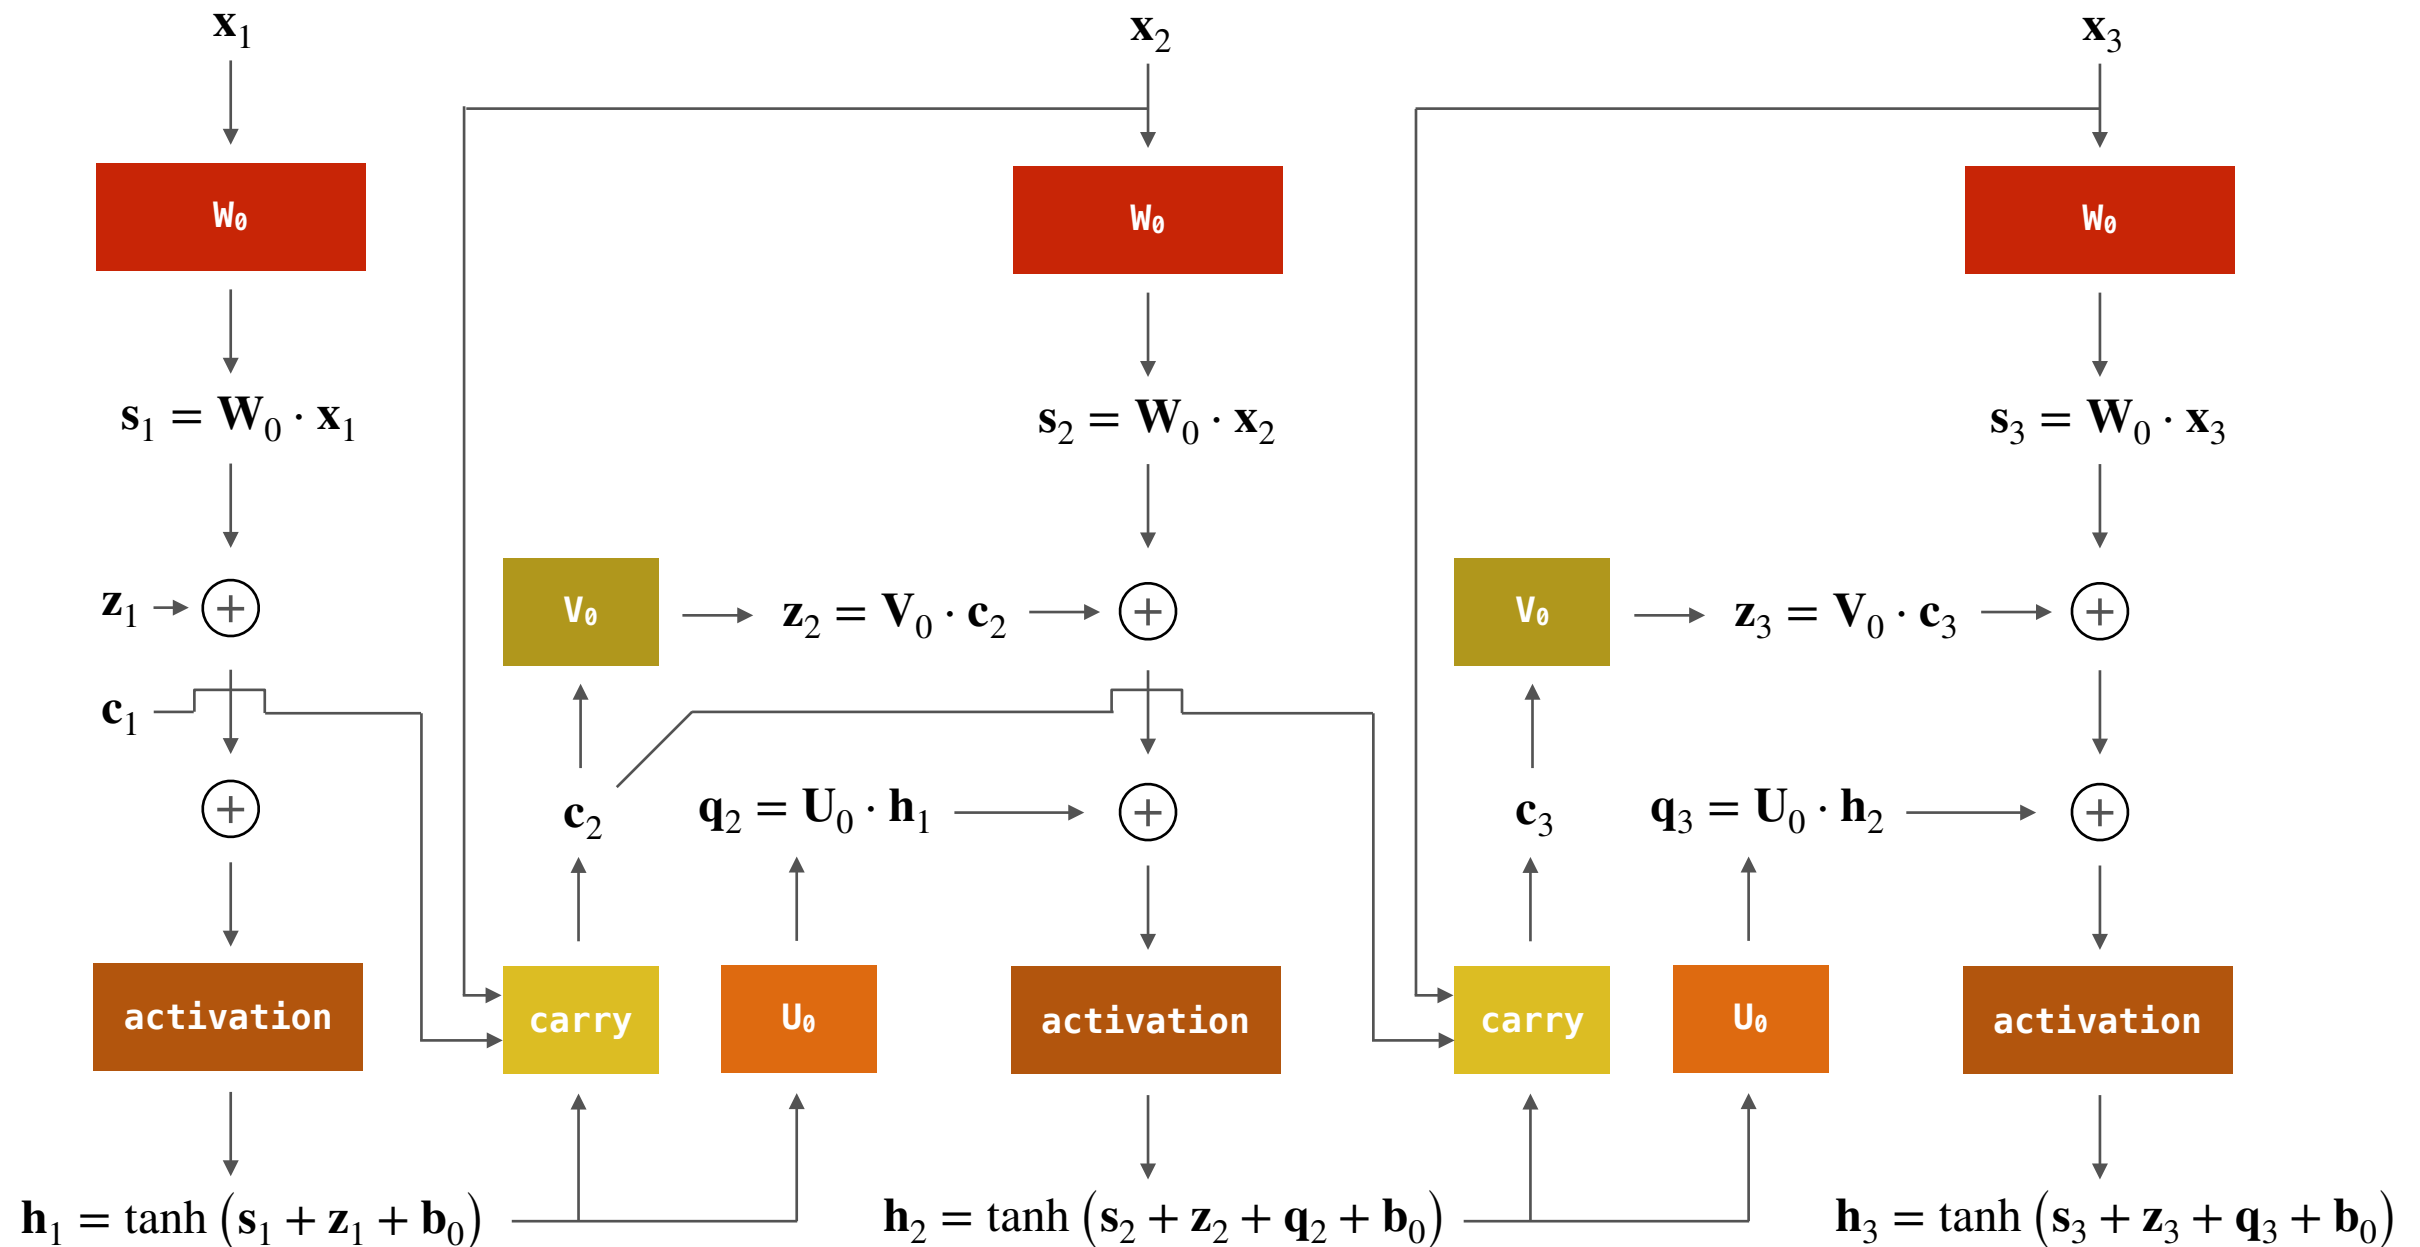 x₁ x₂ x₃
W₀ W₀ W₀
s₁ = W₀ · x₁ s₂ = W₀ · x₂ s₃ = W₀ · x₃
z₁ + V₀ z₂ = V₀ · c₂ + V₀ z₃ = V₀ · c₃ +
c₁
+ c₂ q₂ = U₀ · h₁ + c₃ q₃ = U₀ · h₂ +
activation carry U₀ activation carry U₀ activation
h₁ = tanh (s₁ + z₁ + b₀) h₂ = tanh (s₂ + z₂ + q₂ + b₀) h₃ = tanh (s₃ + z₃ + q₃ + b₀)